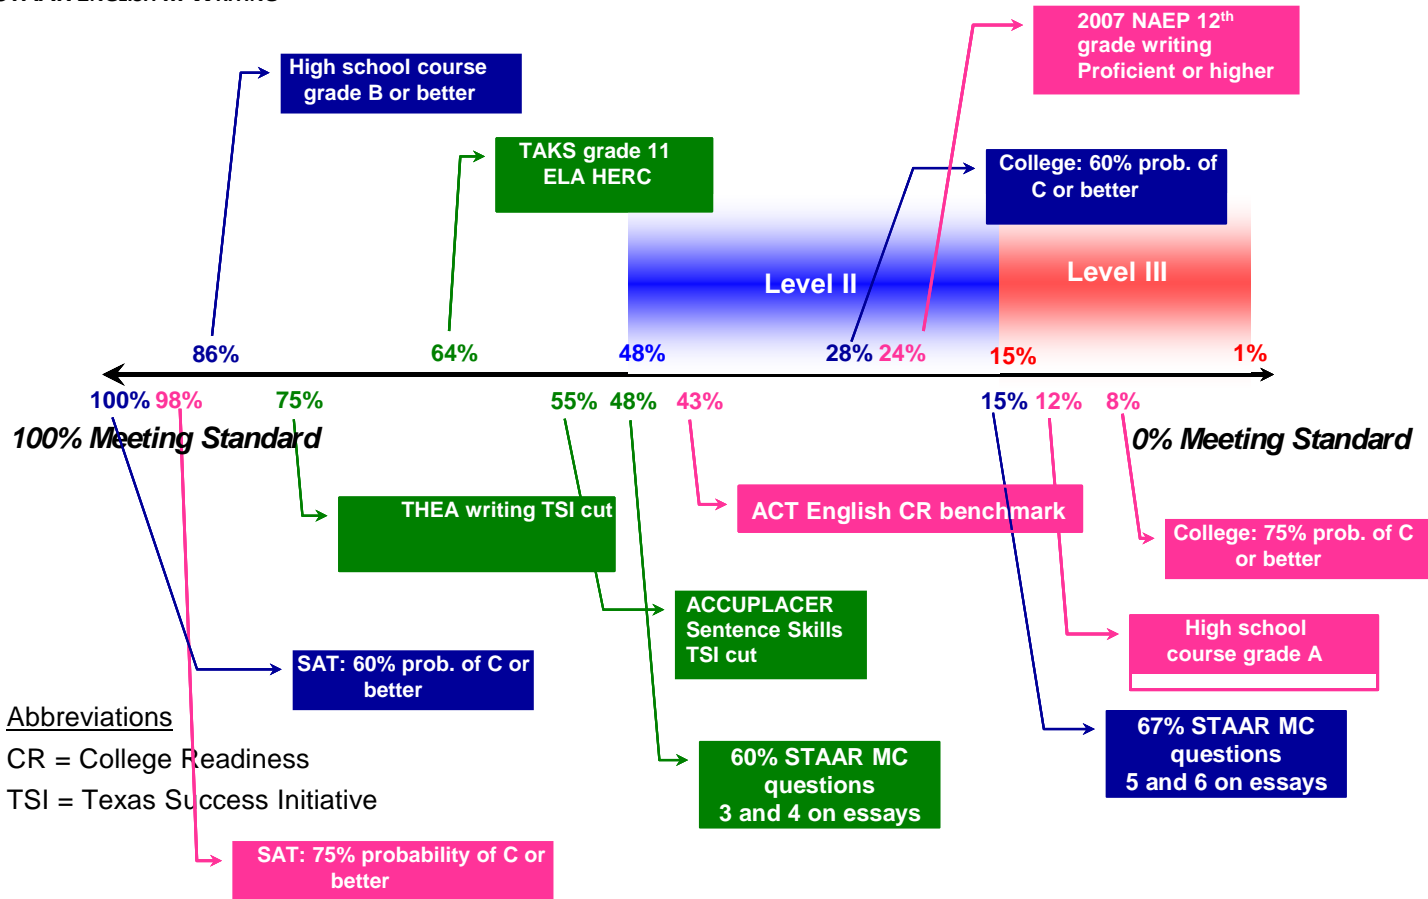 2007 NAEP 12th
grade writing
Proficient or higher
High school course
grade B or better
TAKS grade 11
ELA HERC
College: 60% prob. of
C or better
Level II
Level III
86%
64%
48%
28%
24%
15%
1%
100%
98%
75%
55%
48%
43%
15%
12%
8%
100% Meeting Standard
0% Meeting Standard
THEA writing TSI cut
ACT English CR benchmark
College: 75% prob. of C
or better
ACCUPLACER
Sentence Skills
TSI cut
High school
course grade A
SAT: 60% prob. of C or
better
Abbreviations
CR = College Readiness
TSI = Texas Success Initiative
60% STAAR MC
questions
3 and 4 on essays
67% STAAR MC
questions
5 and 6 on essays
SAT: 75% probability of C or
better